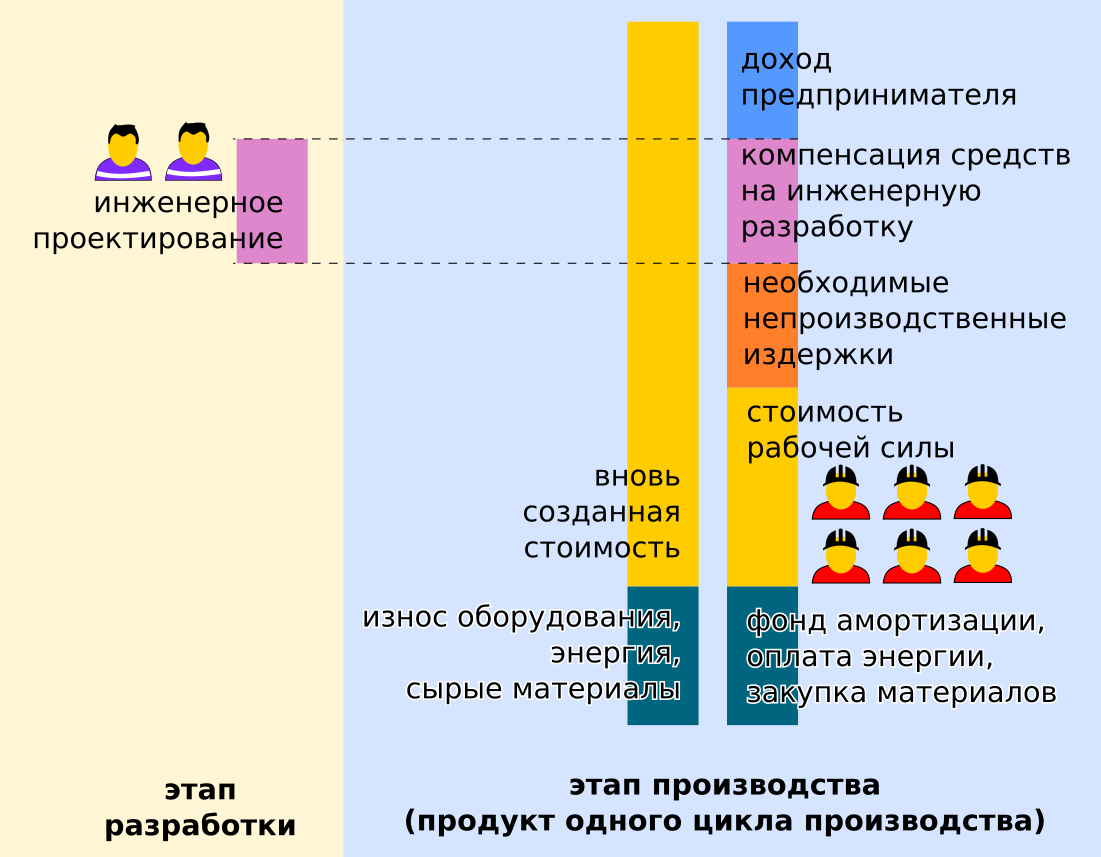 инженерное
проектирование
этап
разработки
доход
предпринимателя
компенсация средств
на инженерную
разработку
необходимые
непроизводственные
издержки
стоимость
рабочей силы
вновь
созданная
стоимость
износ оборудования,
энергия,
сырые материалы
фонд амортизации,
оплата энергии,
закупка материалов
этап производства
(продукт одного цикла производства)